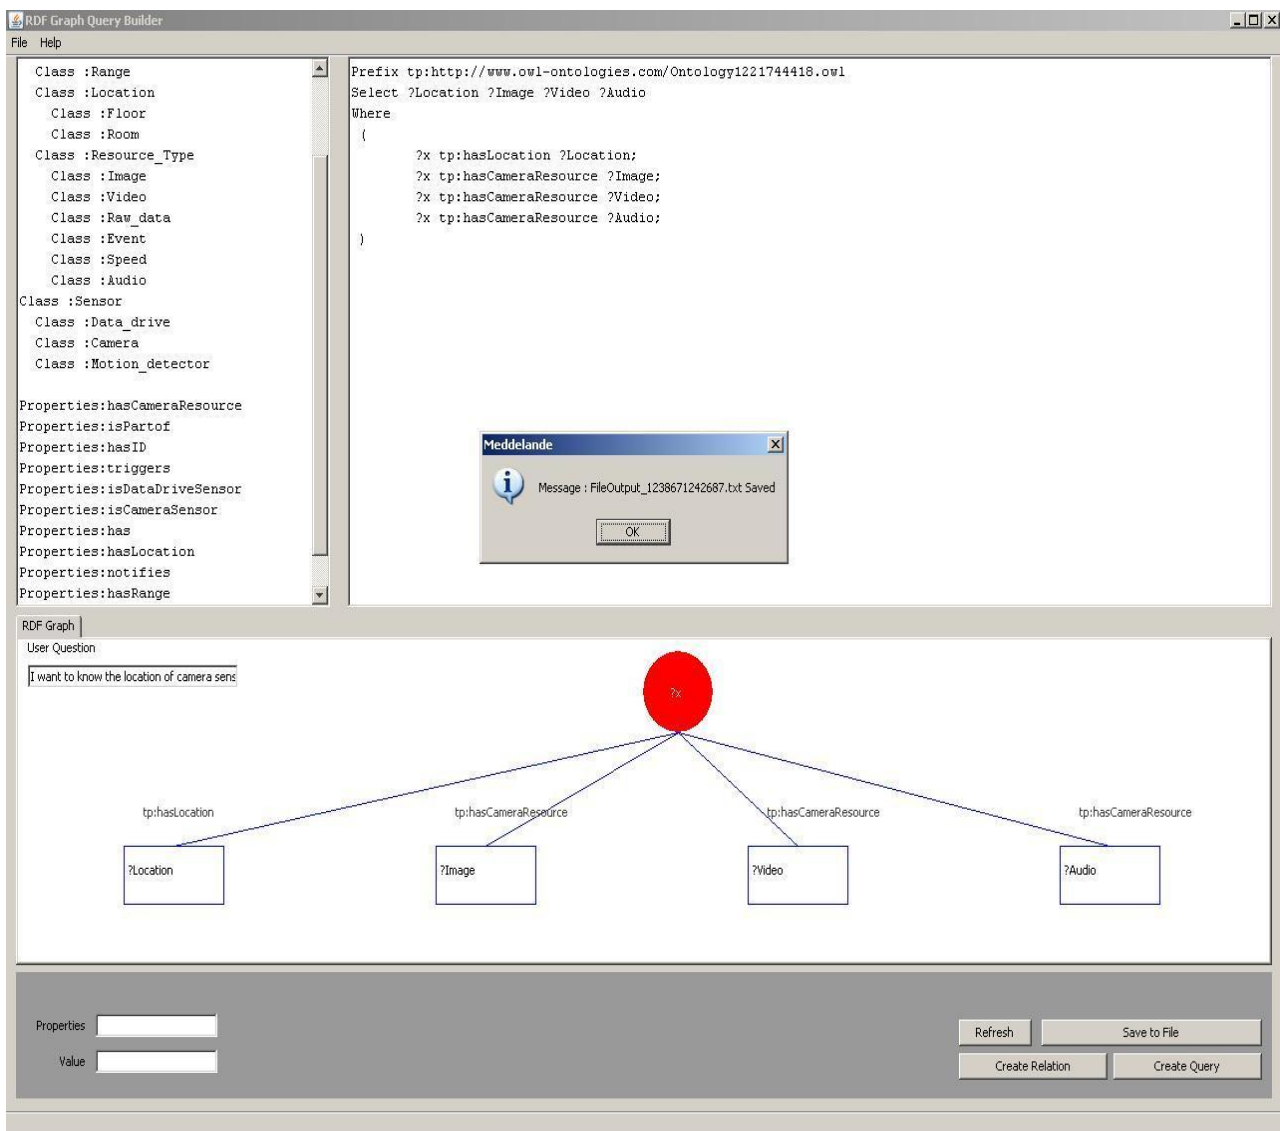 RDF Graph Query Builder
File Help
Class :Range
Class :Location
Class :Floor
Class :Room
Class :Resource_Type
Class :Image
Class :Video
Class :Raw_data
Class :Event
Class :Speed
Class :Audio
Class :Sensor
Class :Data_drive
Class :Camera
Class :Motion_detector
Properties:hasCameraResource
Properties:isPartof
Properties:hasID
Properties:triggers
Properties:isDataDriveSensor
Properties:isCameraSensor
Properties:has
Properties:hasLocation
Properties:notifies
Properties:hasRange
Prefix tp:http://www.owl-ontologies.com/Ontology1221744418.owl
Select ?Location ?Image ?Video ?Audio
Where
(
?x tp:hasLocation ?Location;
?x tp:hasCameraResource ?Image;
?x tp:hasCameraResource ?Video;
?x tp:hasCameraResource ?Audio;
)
Meddelande
Message : FileOutput_1238671242687.txt Saved
OK
RDF Graph
User Question
I want to know the location of camera sens
?x
tp:hasLocation tp:hasCameraResource tp:hasCameraResource tp:hasCameraResource
?Location ?Image ?Video ?Audio
Properties
Value
Refresh Save to File
Create Relation Create Query